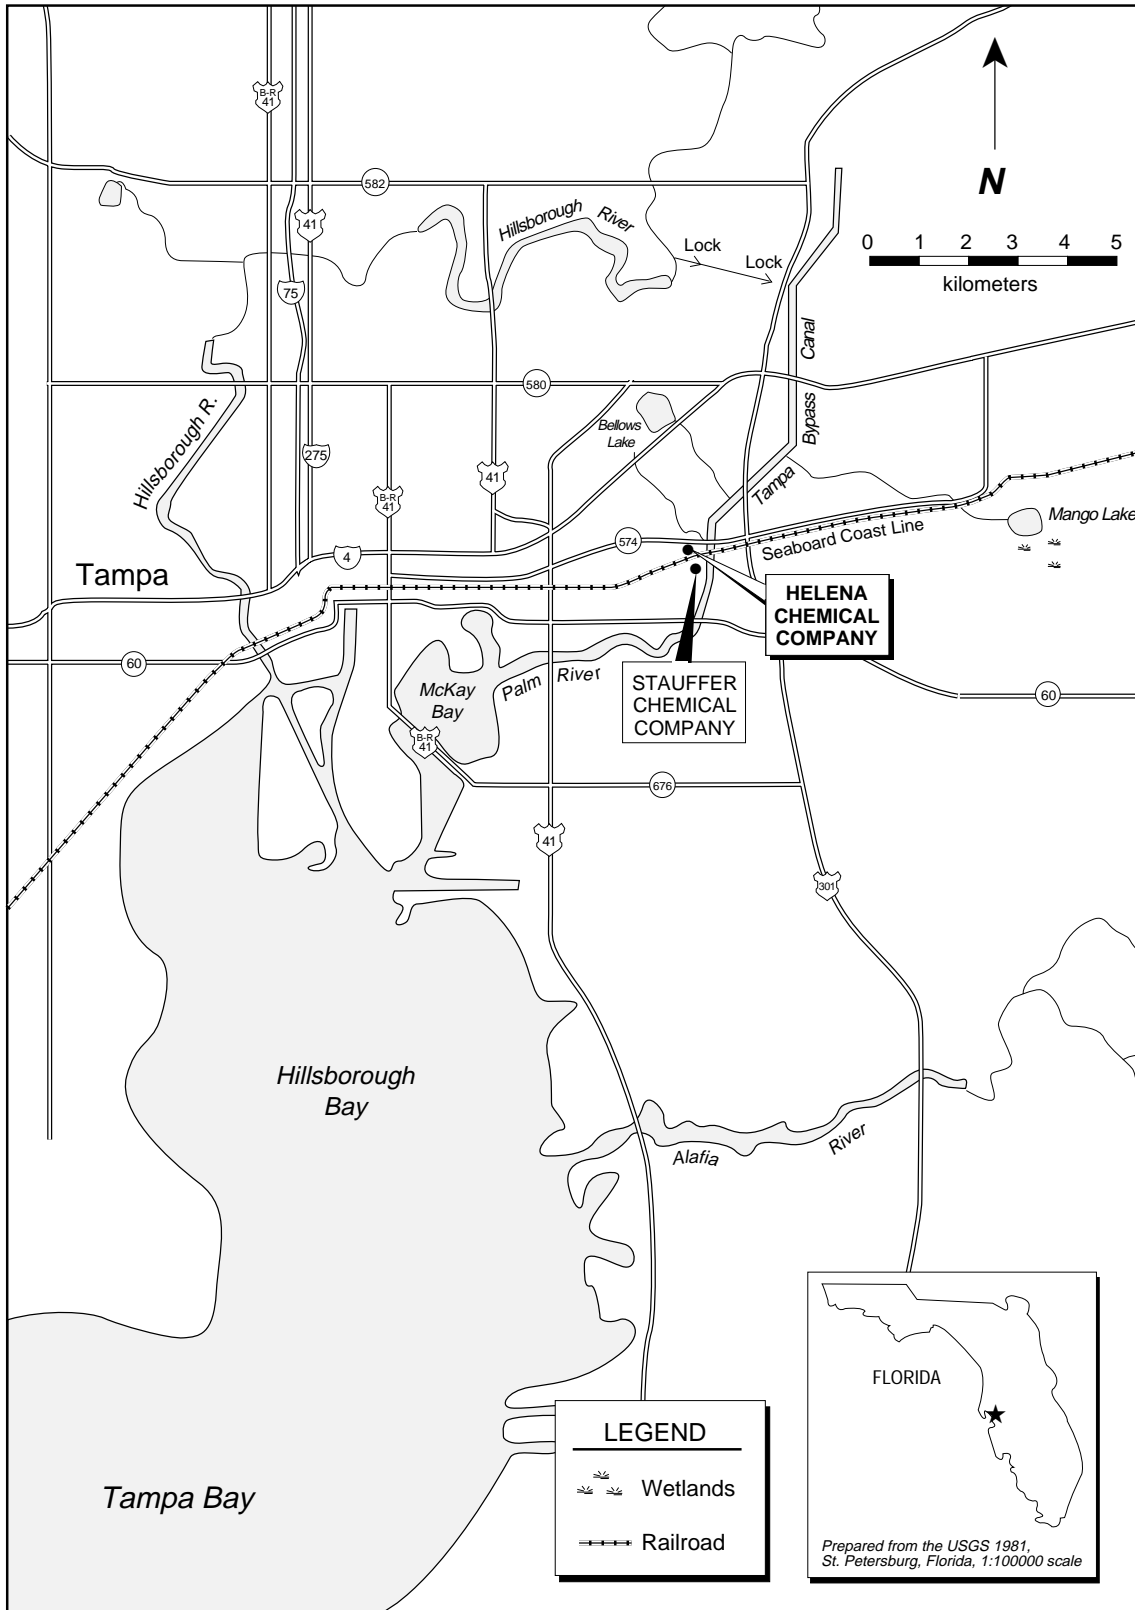 B-R
41
582
41
Hillsborough River
N
Lock
Lock
0 1 2 3 4 5
kilometers
75
Tampa Bypass Canal
580
Hillsborough R.
Bellows
Lake
275
41
B-R
41
Mango Lake
574
Seaboard Coast Line
4
Tampa
HELENA
CHEMICAL
COMPANY
60
McKay
Bay
Palm River
STAUFFER
CHEMICAL
COMPANY
60
B-R
41
676
41
301
Hillsborough
Bay
Alafia River
FLORIDA
LEGEND
Wetlands
Railroad
Tampa Bay
Prepared from the USGS 1981,
St. Petersburg, Florida, 1:100000 scale